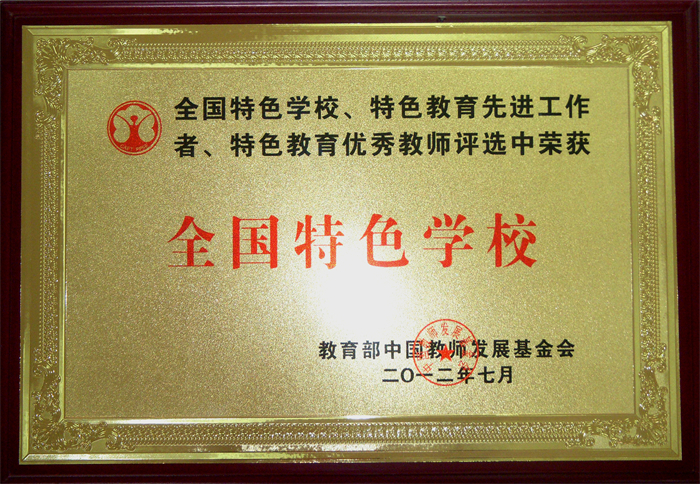 全国特色学校、特色教育先进工作
者、特色教育优秀教师评选中荣获
全国特色学校
教育部中国教师发展基金会
二〇一二年七月